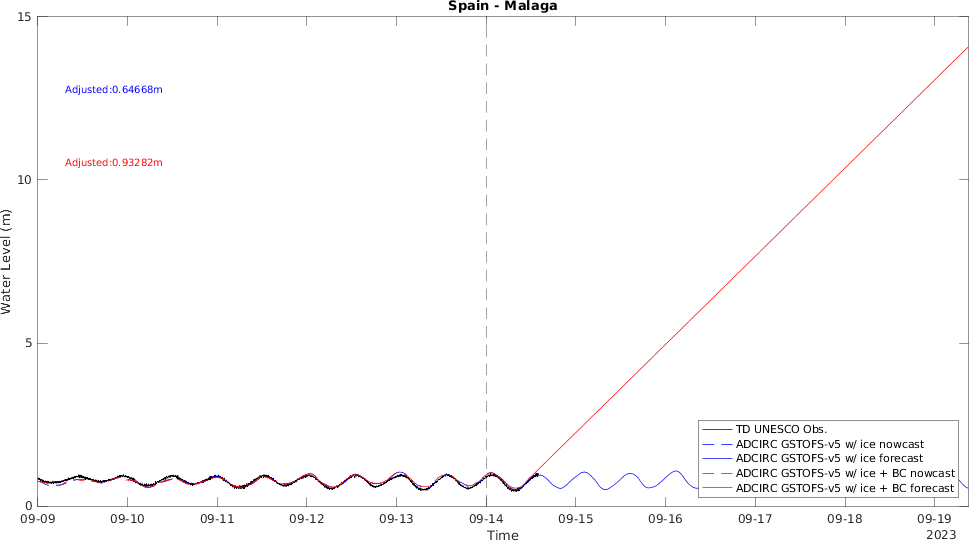 Spain - Malaga
15
Adjusted:0.64668m
Adjusted:0.93282m
10
Water Level (m)
5
0
TD UNESCO Obs.
ADCIRC GSTOFS-v5 w/ ice nowcast
ADCIRC GSTOFS-v5 w/ ice forecast
ADCIRC GSTOFS-v5 w/ ice + BC nowcast
ADCIRC GSTOFS-v5 w/ ice + BC forecast
09-09 09-10 09-11 09-12 09-13 09-14 09-15 09-16 09-17 09-18 09-19
Time
2023